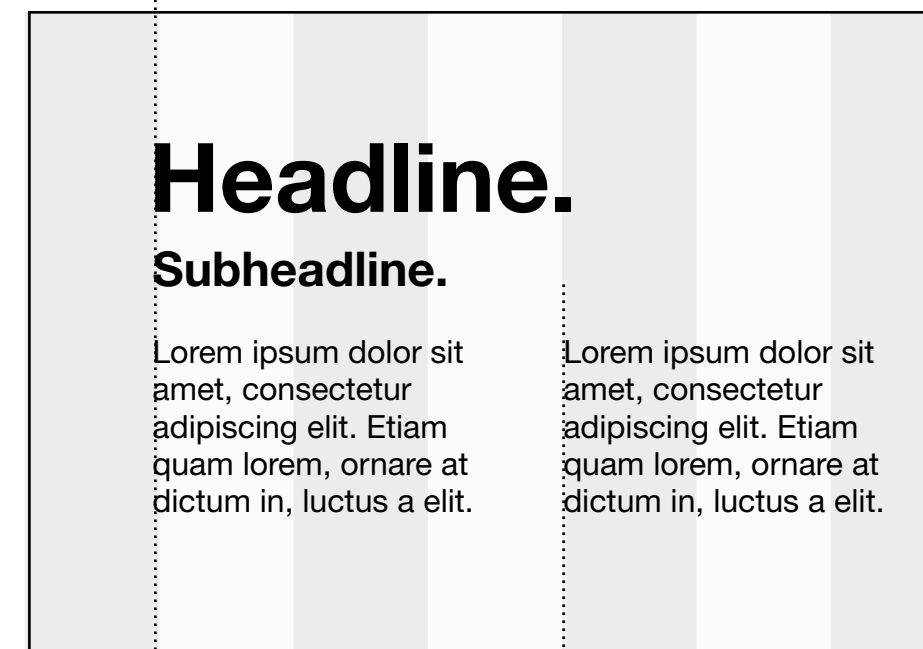 Headline.
Subheadline.
Lorem ipsum dolor sit
amet, consectetur
adipiscing elit. Etiam
quam lorem, ornare at
dictum in, luctus a elit.
Lorem ipsum dolor sit
amet, consectetur
adipiscing elit. Etiam
quam lorem, ornare at
dictum in, luctus a elit.